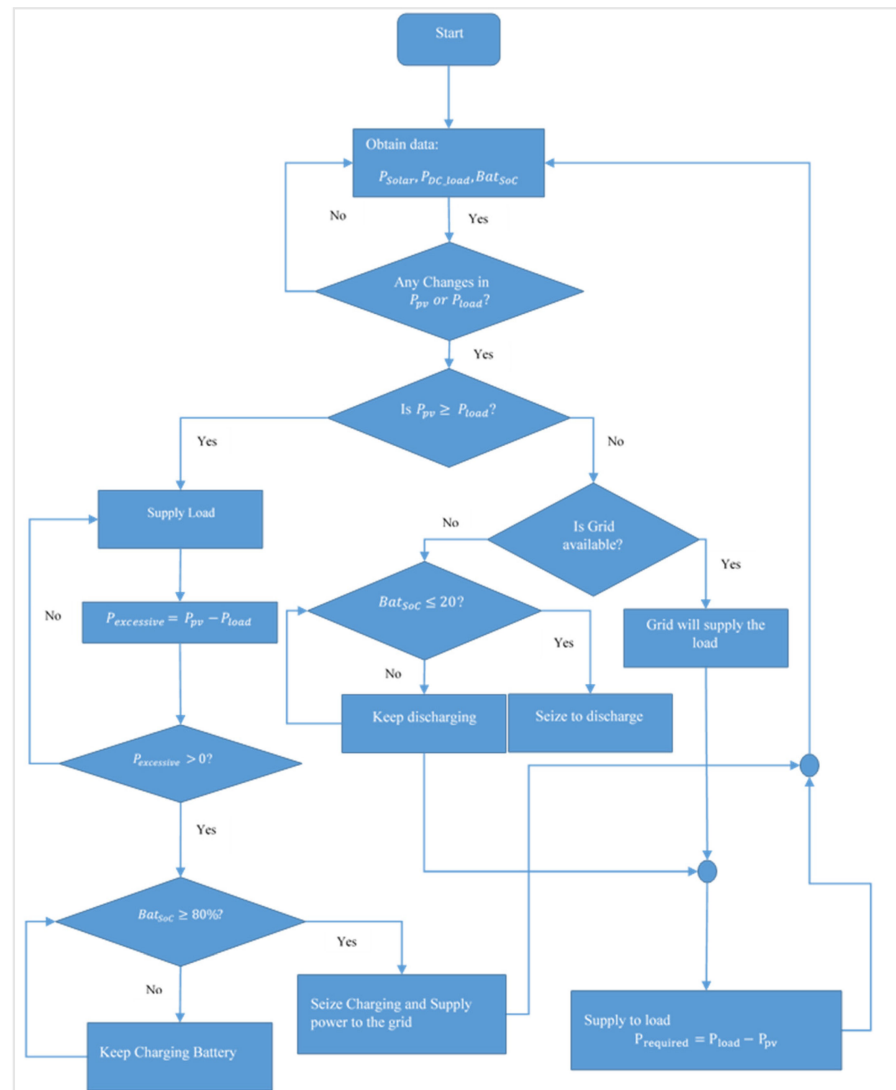 Start
Obtain data:
P_Solar, P_DC_load, Bat_SoC
No
Yes
Any Changes in
P_pv or P_load?
Yes
Is P_pv ≥ P_load?
Yes
No
Supply Load
Is Grid
available?
No
Yes
No
P_excessive = P_pv − P_load
Bat_SoC ≤ 20?
Grid will supply the
load
Yes
No
Keep discharging
Seize to discharge
P_excessive > 0?
Yes
Bat_SoC ≥ 80%?
Yes
No
Seize Charging and Supply
power to the grid
Supply to load
P_required = P_load − P_pv
Keep Charging Battery